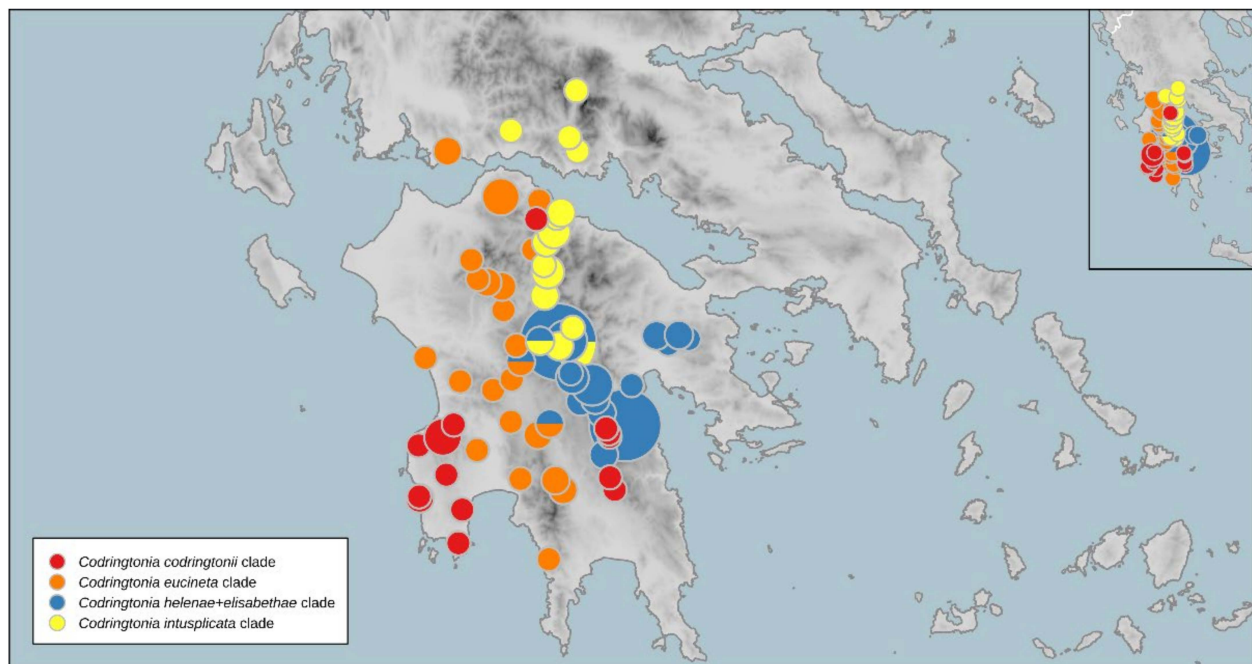 Codringtonia codringtonii clade
Codringtonia eucineta clade
Codringtonia helenae+elisabethae clade
Codringtonia intusplicata clade